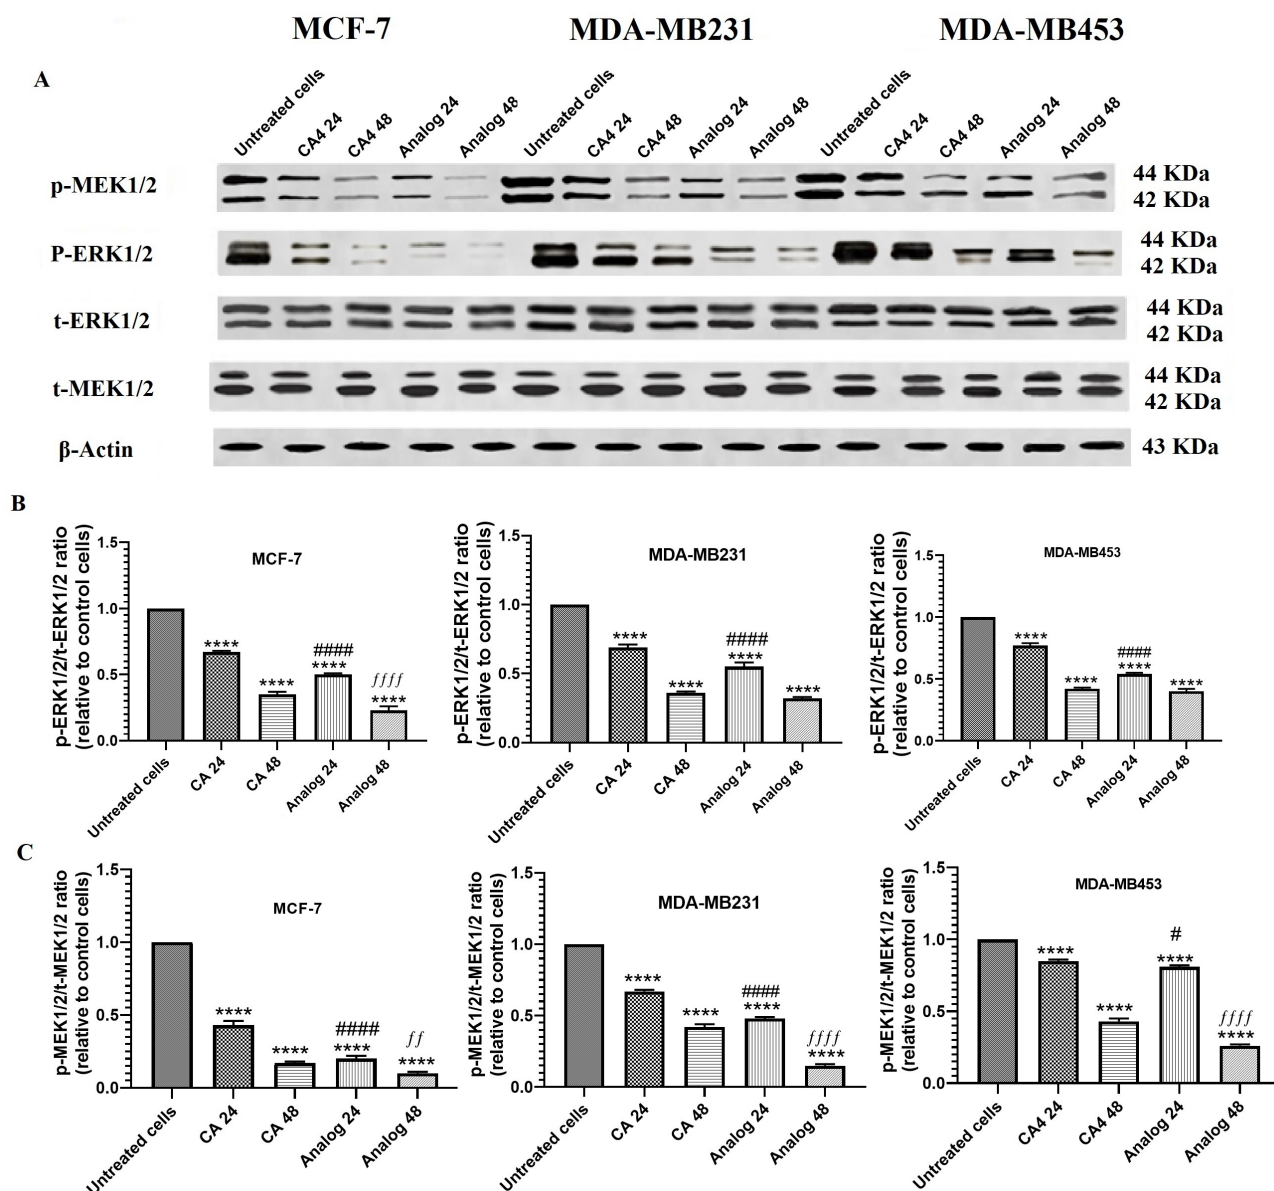 MCF-7 MDA-MB231 MDA-MB453
A
Untreated cells CA4 24 CA4 48 Analog 24 Analog 48 Untreated cells CA4 24 CA4 48 Analog 24 Analog 48 Untreated cells CA4 24 CA4 48 Analog 24 Analog 48
p-MEK1/2 44 KDa
42 KDa
P-ERK1/2 44 KDa
42 KDa
t-ERK1/2 44 KDa
42 KDa
t-MEK1/2 44 KDa
42 KDa
β-Actin 43 KDa
B
p-ERK1/2/t-ERK1/2 ratio
(relative to control cells)
MCF-7
1.5
1.0
0.5
0.0
****
****
####
****
ƒƒƒƒ
****
Untreated cells CA 24 CA 48 Analog 24 Analog 48
p-ERK1/2/t-ERK1/2 ratio
(relative to control cells)
MDA-MB231
1.5
1.0
0.5
0.0
****
****
####
****
****
Untreated cells CA 24 CA 48 Analog 24 Analog 48
p-ERK1/2/t-ERK1/2 ratio
(relative to control cells)
MDA-MB453
1.5
1.0
0.5
0.0
****
****
####
****
****
Untreated cells CA 24 CA 48 Analog 24 Analog 48
C
p-MEK1/2/t-MEK1/2 ratio
(relative to control cells)
MCF-7
1.5
1.0
0.5
0.0
****
****
####
****
ƒƒ
****
Untreated cells CA 24 CA 48 Analog 24 Analog 48
p-MEK1/2/t-MEK1/2 ratio
(relative to control cells)
MDA-MB231
1.5
1.0
0.5
0.0
****
****
####
****
ƒƒƒƒ
****
Untreated cells CA 24 CA 48 Analog 24 Analog 48
p-MEK1/2/t-MEK1/2 ratio
(relative to control cells)
MDA-MB453
1.5
1.0
0.5
0.0
****
****
#
****
ƒƒƒƒ
****
Untreated cells CA4 24 CA4 48 Analog 24 Analog 48